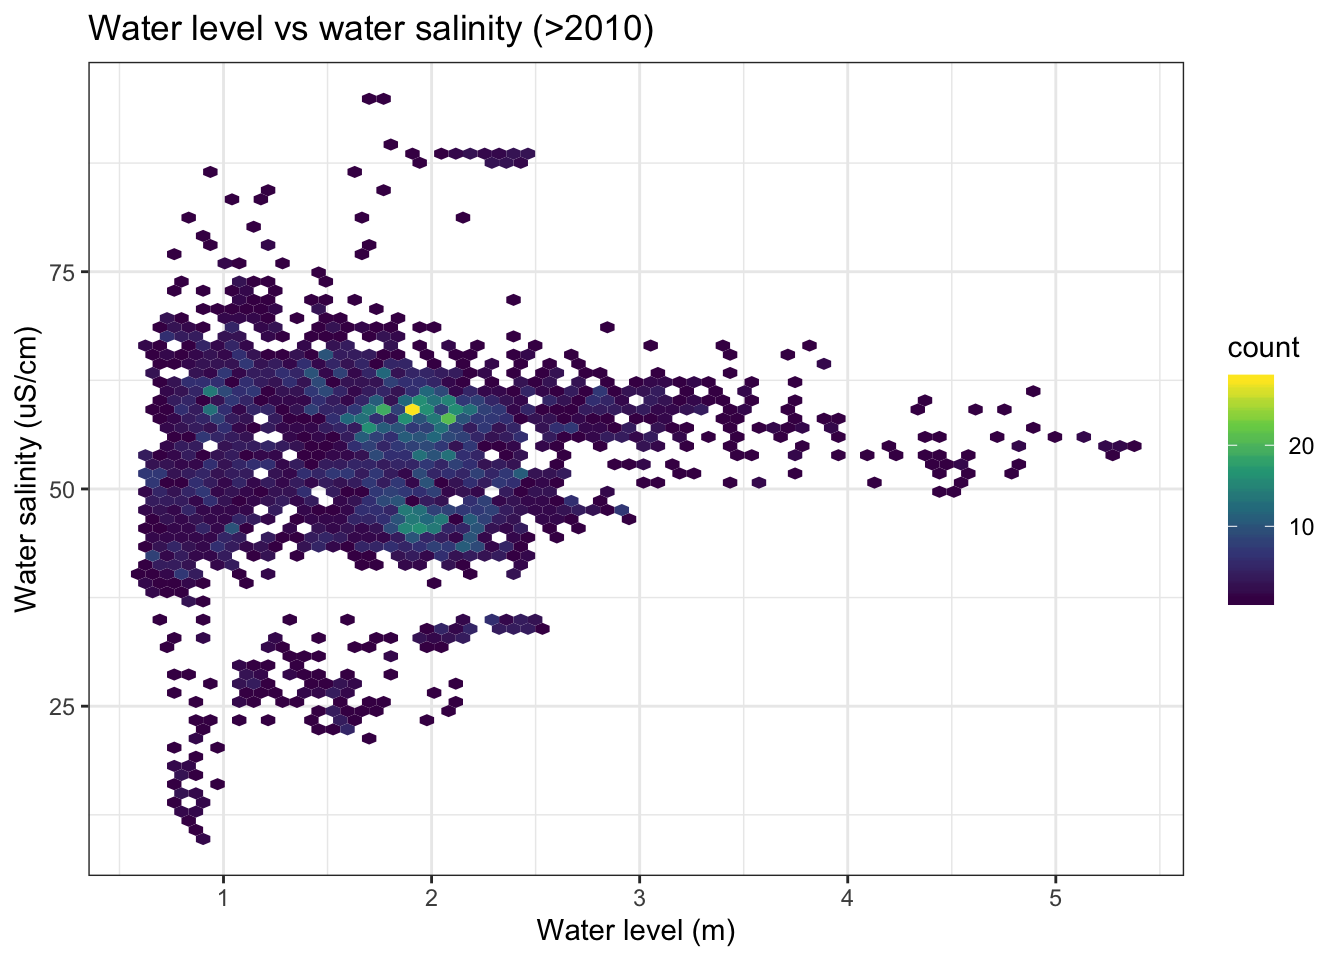 Water level vs water salinity (>2010)
Water salinity (uS/cm)
75
50
25
1 2 3 4 5
Water level (m)
count
20
10